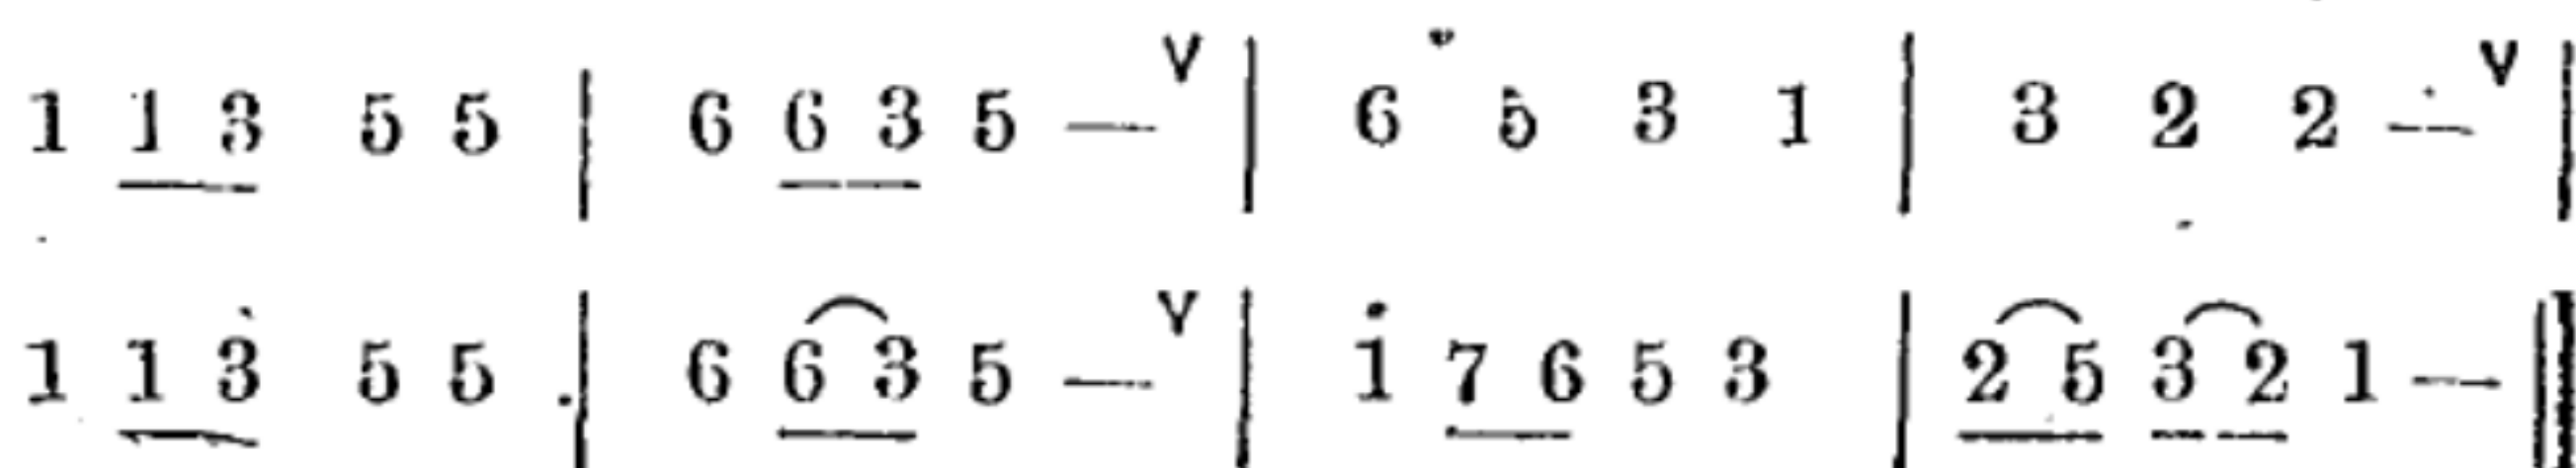 1 1 3 5 5 | 6 6 3 5 — V | 6 5 3 1 | 3 2 2 — V |
1 1 3 5 5 | 6 6 3 5 — V | i 7 6 5 3 | 2 5 3 2 1 — ‖